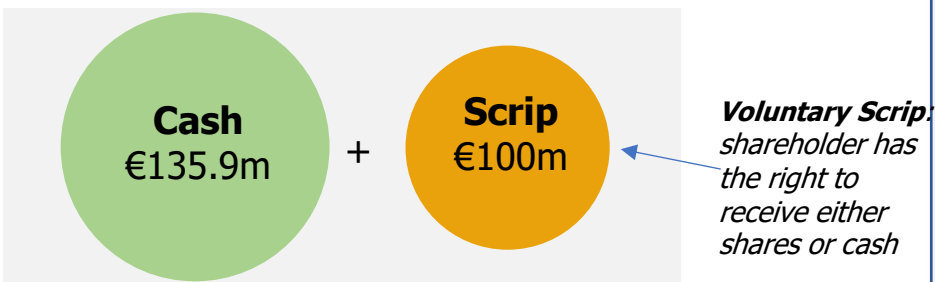 Cash
€135.9m
+
Scrip
€100m
Voluntary Scrip:
shareholder has
the right to
receive either
shares or cash